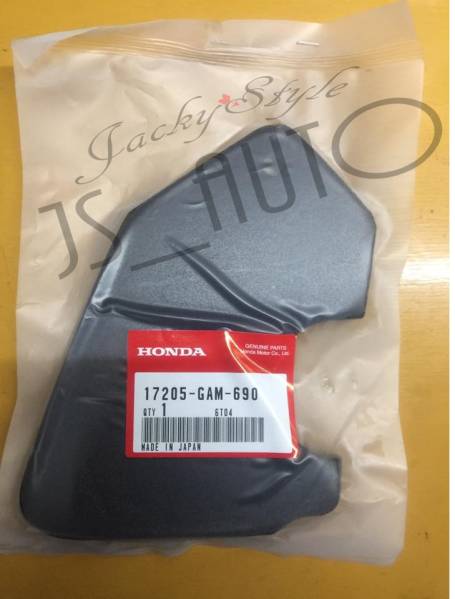 Jacky Style
JS_AUTO
HONDA
GENUINE PARTS
Honda Motor Co., Ltd.
17205-GAM-690
QTY 1 6T04
MADE IN JAPAN